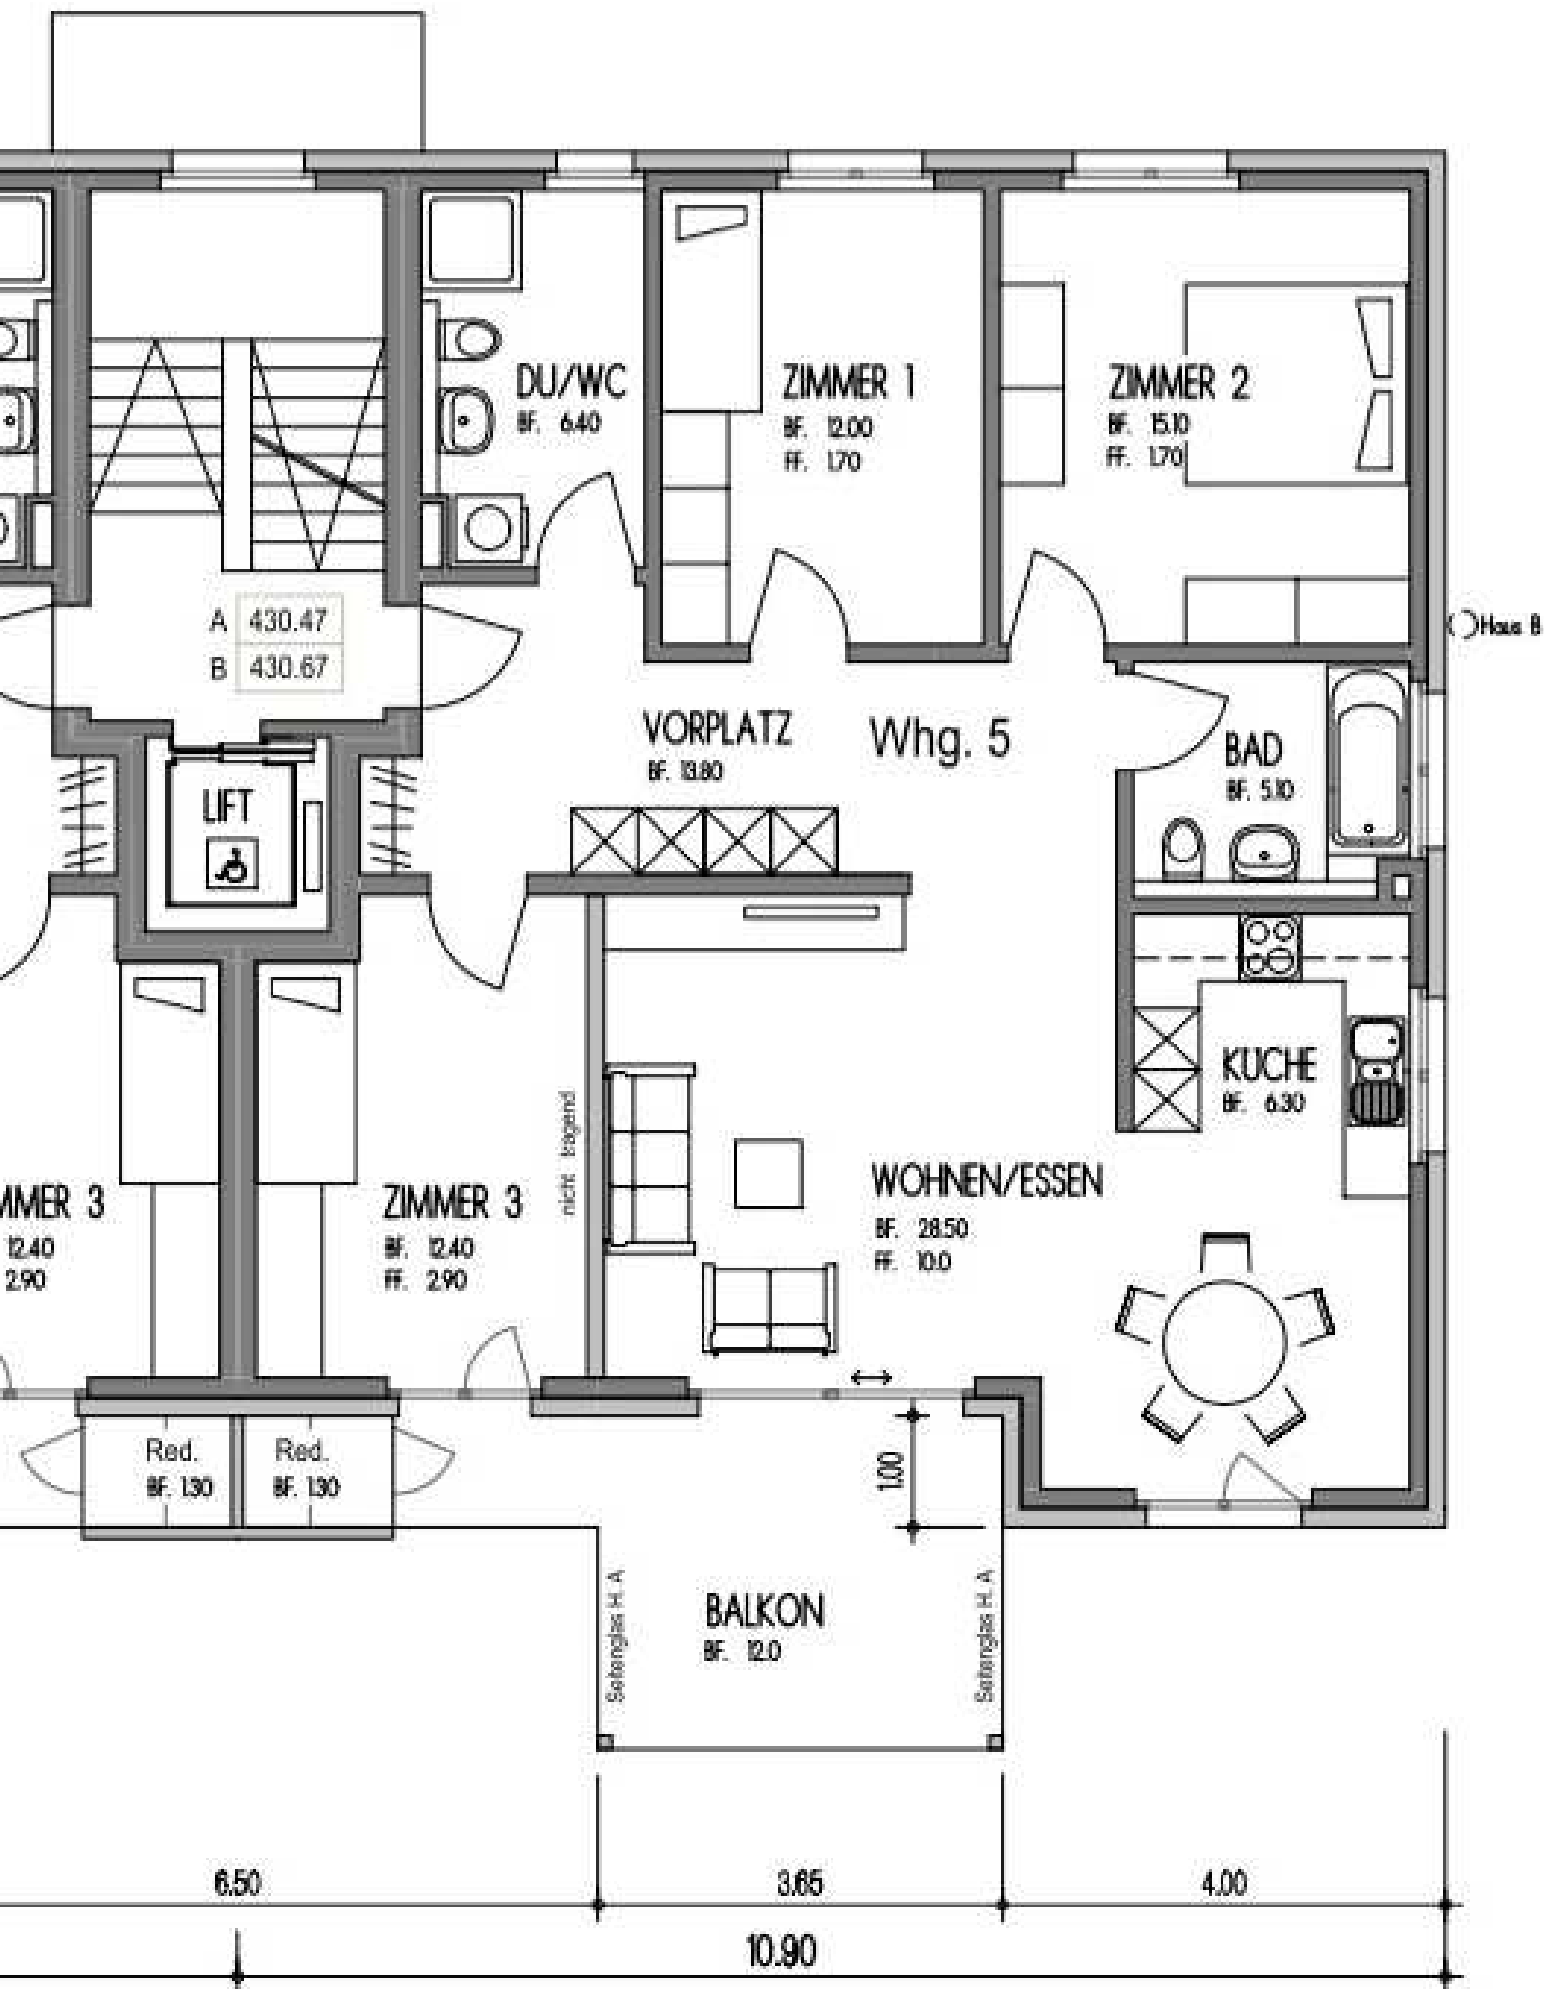 DU/WC
BF. 6.40
ZIMMER 1
BF. 12.00
FF. 1.70
ZIMMER 2
BF. 15.10
FF. 1.70
A 430.47
B 430.67
Haus B
VORPLATZ
BF. 13.80
Whg. 5
BAD
BF. 5.10
LIFT
KÜCHE
BF. 6.30
nicht tragend
WOHNEN/ESSEN
BF. 28.50
FF. 10.0
MMER 3
12.40
2.90
ZIMMER 3
BF. 12.40
FF. 2.90
Red.
BF. 1.30
Red.
BF. 1.30
1.00
Seitenglas H. A
BALKON
BF. 12.0
Seitenglas H. A
6.50
3.65
4.00
10.90